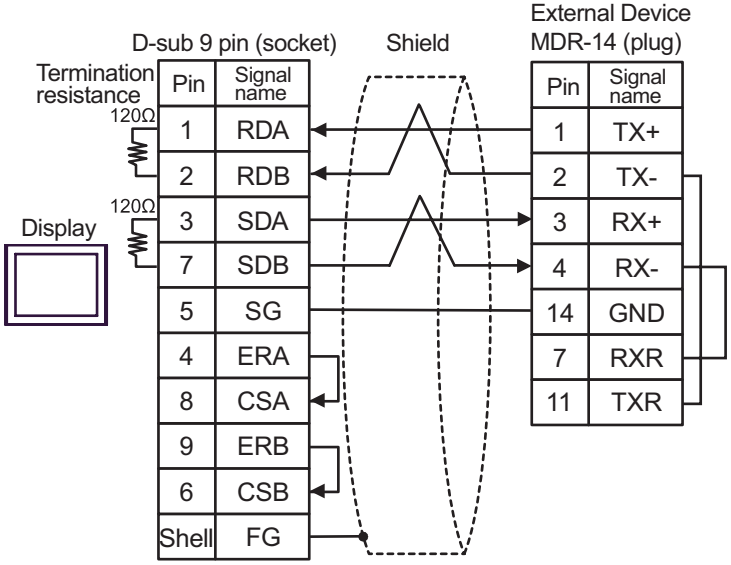 External Device
D-sub 9 pin (socket) Shield MDR-14 (plug)
Termination resistance
Pin Signal name
Pin Signal name
120Ω
1 RDA
1 TX+
2 RDB
2 TX-
120Ω
3 SDA
3 RX+
Display
7 SDB
4 RX-
5 SG
14 GND
4 ERA
7 RXR
8 CSA
11 TXR
9 ERB
6 CSB
Shell FG